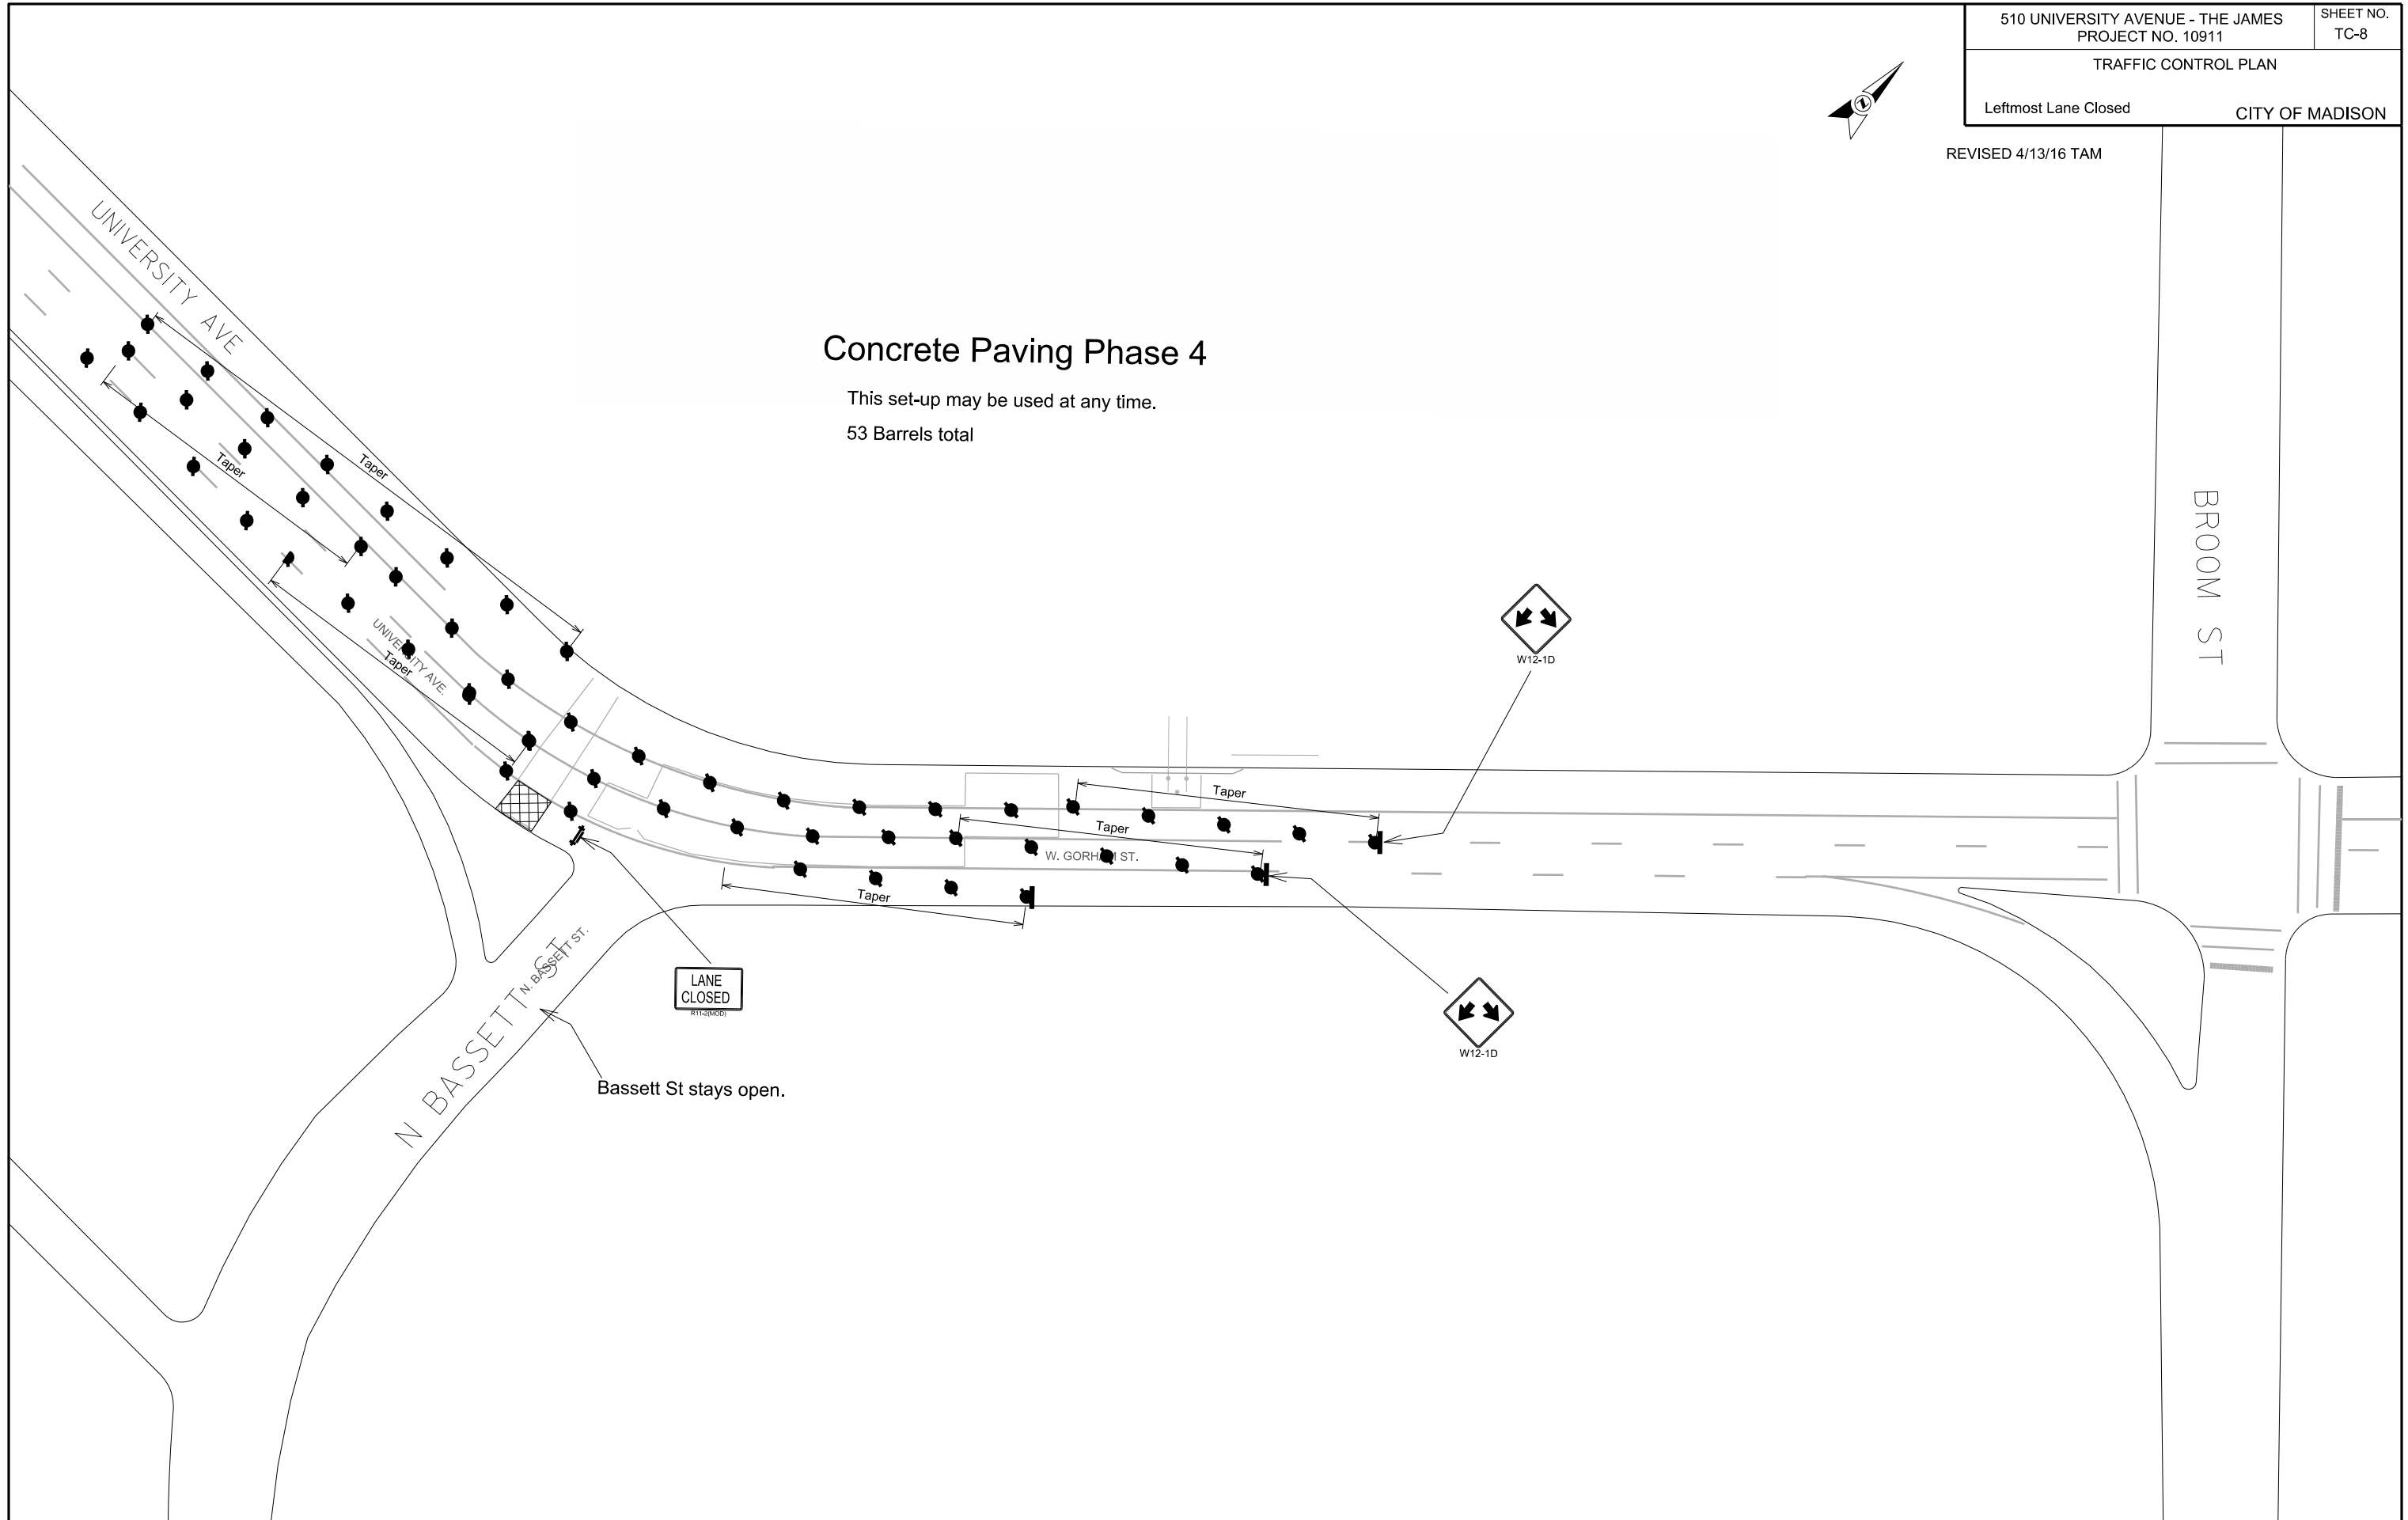 510 UNIVERSITY AVENUE - THE JAMES
PROJECT NO. 10911
SHEET NO.
TC-8
TRAFFIC CONTROL PLAN
Leftmost Lane Closed
CITY OF MADISON
REVISED 4/13/16 TAM
UNIVERSITY AVE
Concrete Paving Phase 4
This set-up may be used at any time.
53 Barrels total
Taper
Taper
BROOM ST
UNIVERSITY AVE.
Taper
W12-1D
Taper
Taper
W. GORHAM ST.
Taper
LANE
CLOSED
R11-2(MOD)
N. BASSETT ST.
N BASSETT ST
W12-1D
Bassett St stays open.
Z